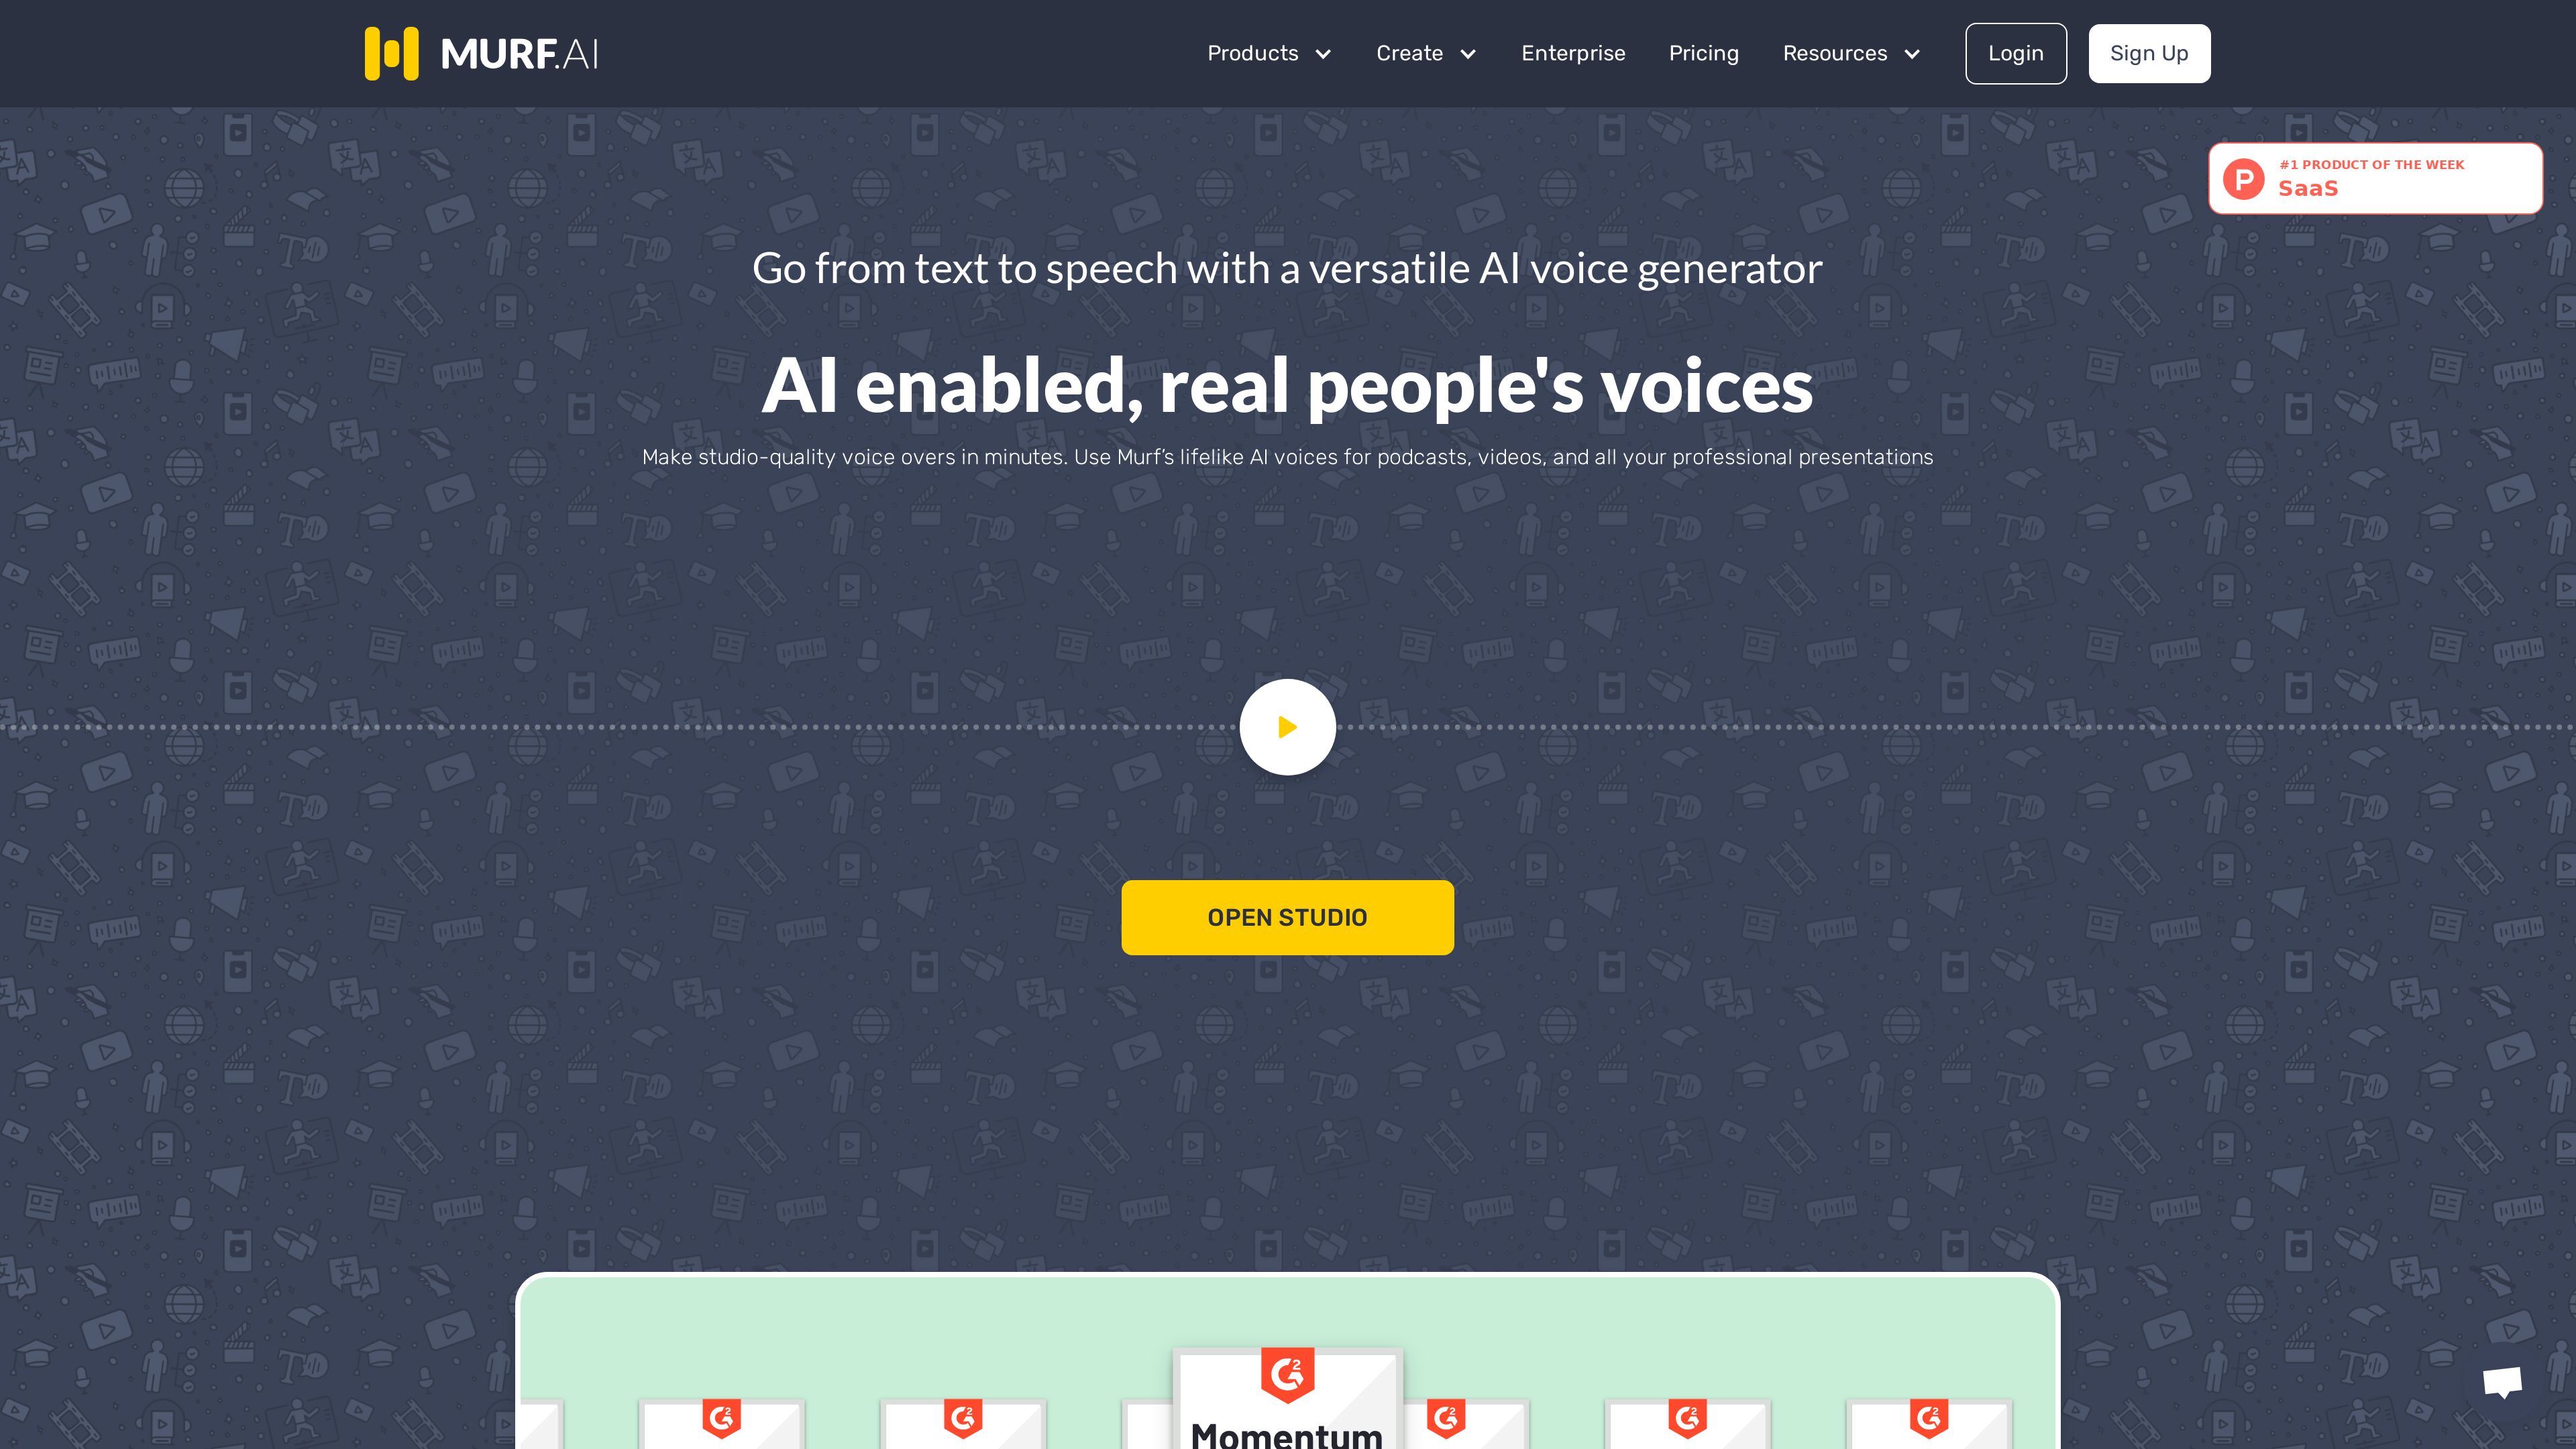 MURF.AI
Products
Create
Enterprise
Pricing
Resources
Login
Sign Up
#1 PRODUCT OF THE WEEK
SaaS
Go from text to speech with a versatile AI voice generator
AI enabled, real people's voices
Make studio-quality voice overs in minutes. Use Murf’s lifelike AI voices for podcasts, videos, and all your professional presentations
OPEN STUDIO
Momentum